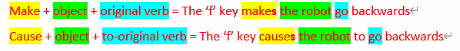 Make + object + original verb = The ‘f’ key makes the robot go backwards
Cause + object + to-original verb = The ‘f’ key causes the robot to go backwards